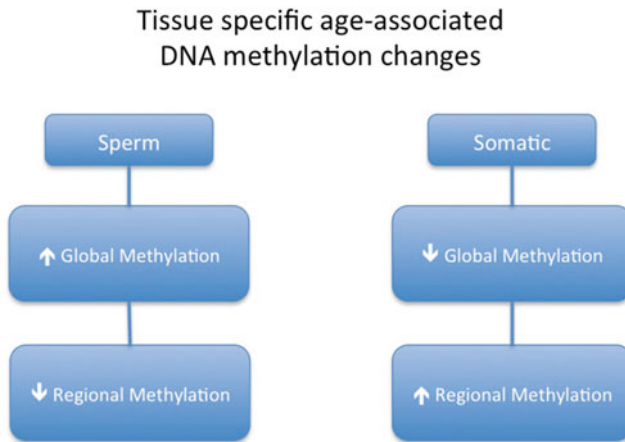 Tissue specific age-associated
DNA methylation changes
Sperm
Somatic
↑ Global Methylation
↓ Global Methylation
↓ Regional Methylation
↑ Regional Methylation